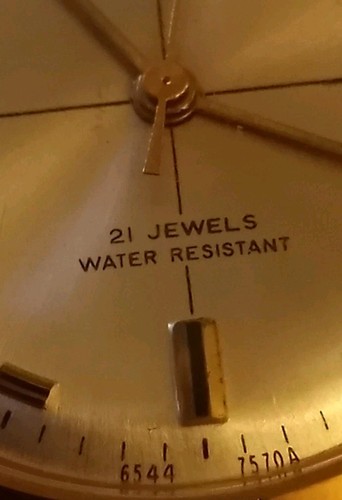 21 JEWELS
WATER RESISTANT
6544 7570A